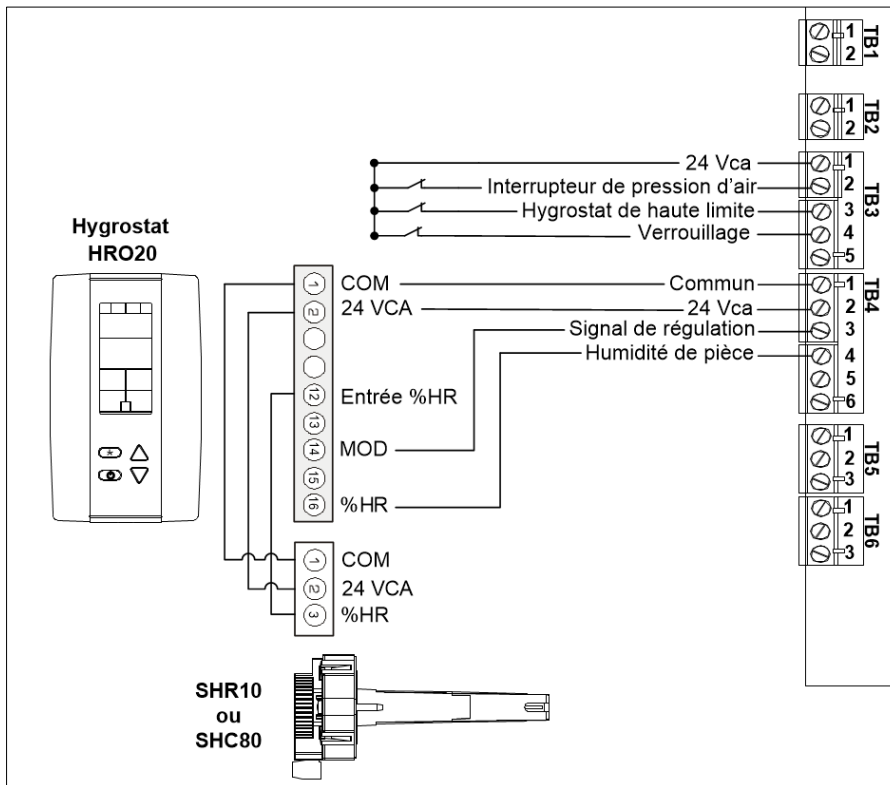 1
2
TB1
1
2
TB2
24 Vca
Interrupteur de pression d'air
Hygrostat de haute limite
Verrouillage
1
2
3
4
5
TB3
Hygrostat
HRO20
1 COM
2 24 VCA
12 Entrée %HR
13
14 MOD
15
16 %HR
Commun
24 Vca
Signal de régulation
Humidité de pièce
1
2
3
4
5
6
TB4
1
2
3
TB5
1
2
3
TB6
1 COM
2 24 VCA
3 %HR
SHR10
ou
SHC80